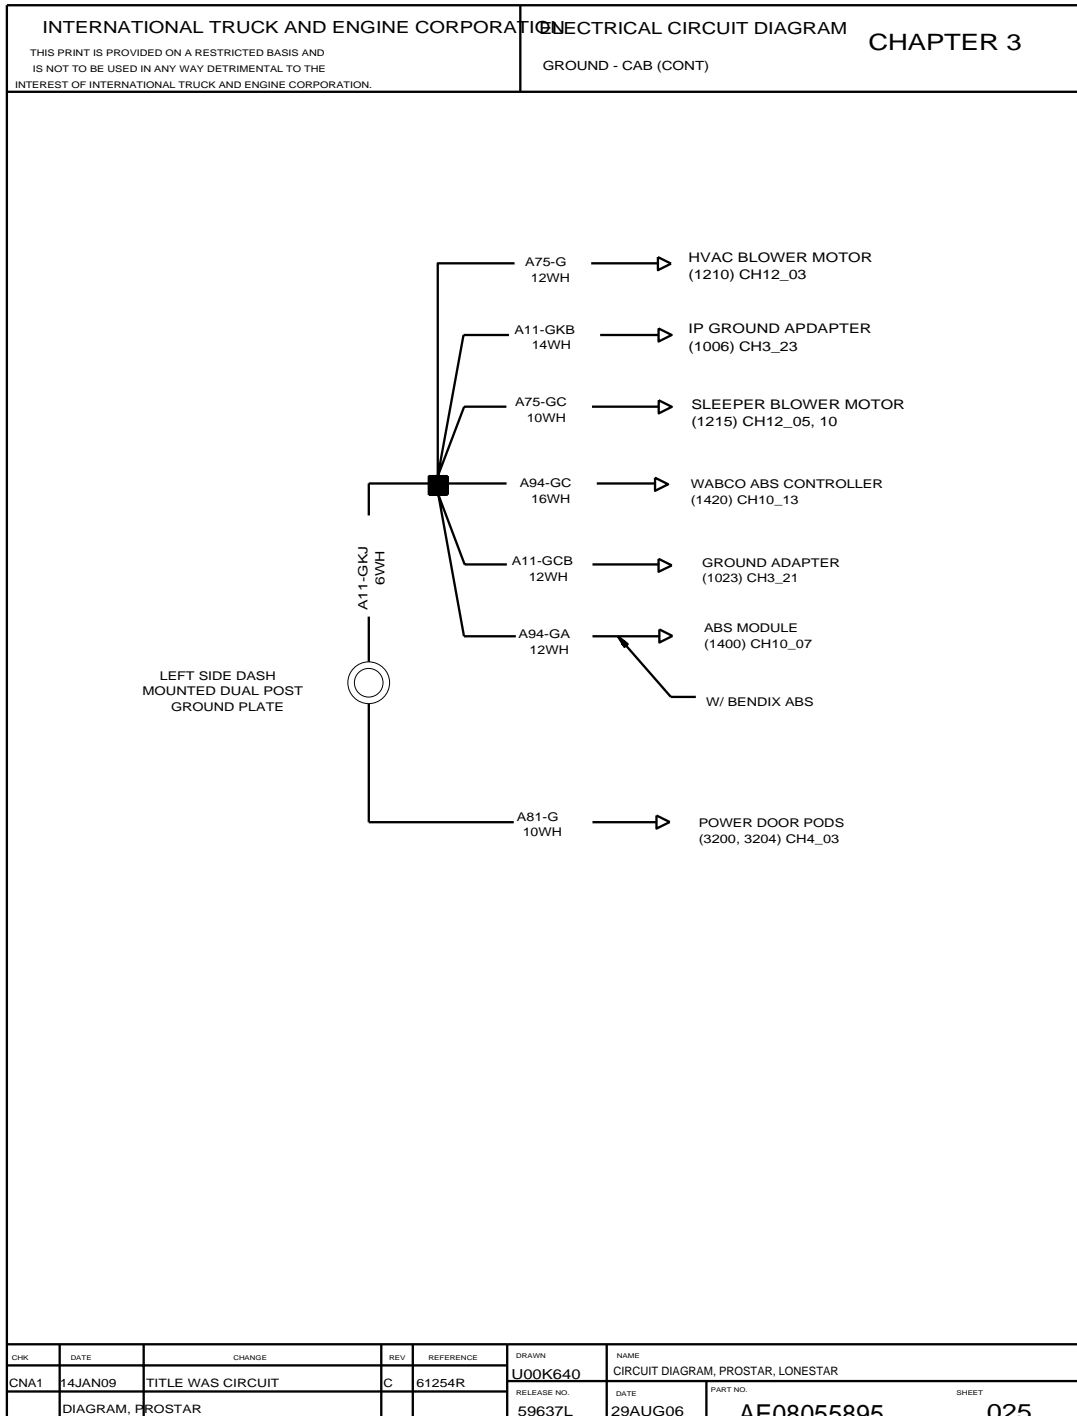 INTERNATIONAL TRUCK AND ENGINE CORPORATION
THIS PRINT IS PROVIDED ON A RESTRICTED BASIS AND
IS NOT TO BE USED IN ANY WAY DETRIMENTAL TO THE
INTEREST OF INTERNATIONAL TRUCK AND ENGINE CORPORATION.
ELECTRICAL CIRCUIT DIAGRAM
GROUND - CAB (CONT)
CHAPTER 3
A75-G
12WH
HVAC BLOWER MOTOR
(1210) CH12_03
A11-GKB
14WH
IP GROUND APDAPTER
(1006) CH3_23
A75-GC
10WH
SLEEPER BLOWER MOTOR
(1215) CH12_05, 10
A94-GC
16WH
WABCO ABS CONTROLLER
(1420) CH10_13
A11-GKJ
6WH
A11-GCB
12WH
GROUND ADAPTER
(1023) CH3_21
A94-GA
12WH
ABS MODULE
(1400) CH10_07
W/ BENDIX ABS
LEFT SIDE DASH
MOUNTED DUAL POST
GROUND PLATE
A81-G
10WH
POWER DOOR PODS
(3200, 3204) CH4_03
CHK DATE CHANGE REV REFERENCE
CNA1 14JAN09 TITLE WAS CIRCUIT C 61254R
DIAGRAM, PROSTAR
DRAWN
U00K640
NAME
CIRCUIT DIAGRAM, PROSTAR, LONESTAR
RELEASE NO.
59637L
DATE
29AUG06
PART NO.
AE08055895
SHEET
025